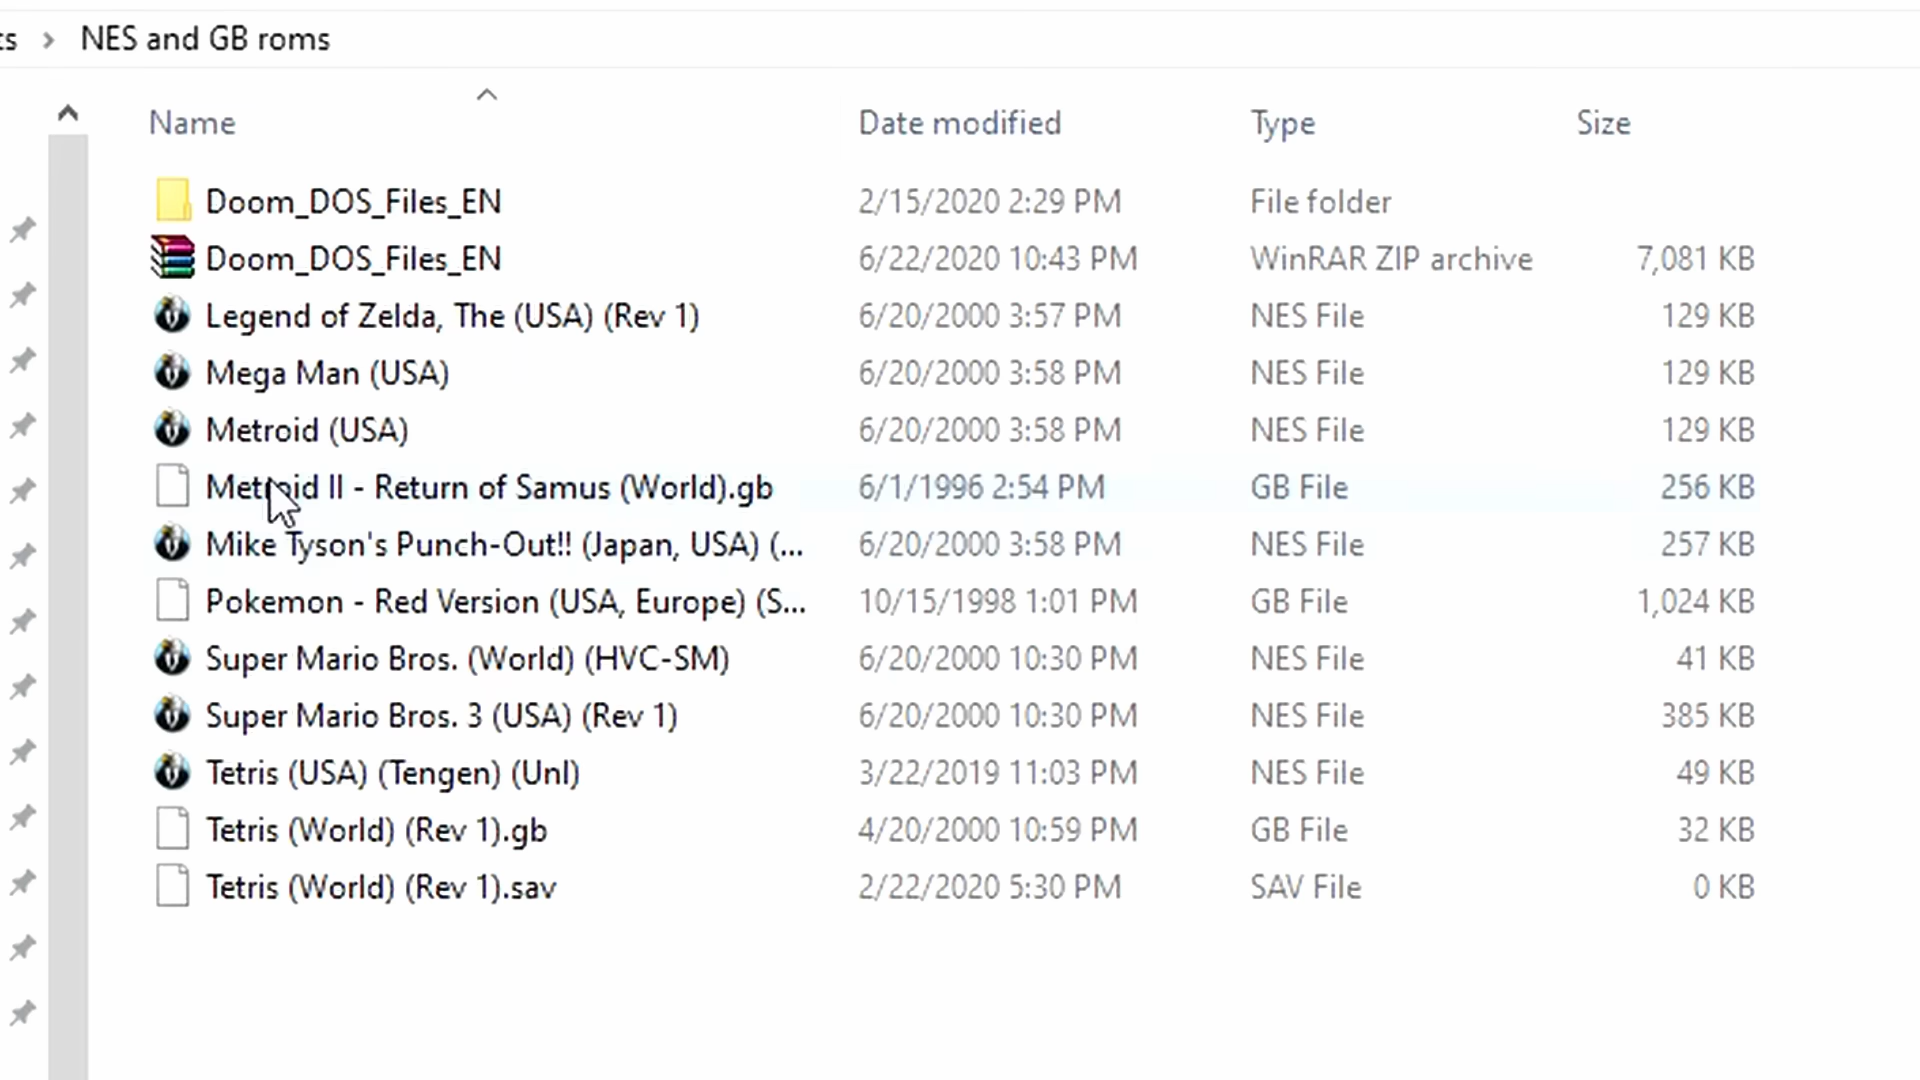 ts > NES and GB roms
Name Date modified Type Size
Doom_DOS_Files_EN 2/15/2020 2:29 PM File folder
Doom_DOS_Files_EN 6/22/2020 10:43 PM WinRAR ZIP archive 7,081 KB
Legend of Zelda, The (USA) (Rev 1) 6/20/2000 3:57 PM NES File 129 KB
Mega Man (USA) 6/20/2000 3:58 PM NES File 129 KB
Metroid (USA) 6/20/2000 3:58 PM NES File 129 KB
Metroid II - Return of Samus (World).gb 6/1/1996 2:54 PM GB File 256 KB
Mike Tyson's Punch-Out!! (Japan, USA) (... 6/20/2000 3:58 PM NES File 257 KB
Pokemon - Red Version (USA, Europe) (S... 10/15/1998 1:01 PM GB File 1,024 KB
Super Mario Bros. (World) (HVC-SM) 6/20/2000 10:30 PM NES File 41 KB
Super Mario Bros. 3 (USA) (Rev 1) 6/20/2000 10:30 PM NES File 385 KB
Tetris (USA) (Tengen) (Unl) 3/22/2019 11:03 PM NES File 49 KB
Tetris (World) (Rev 1).gb 4/20/2000 10:59 PM GB File 32 KB
Tetris (World) (Rev 1).sav 2/22/2020 5:30 PM SAV File 0 KB